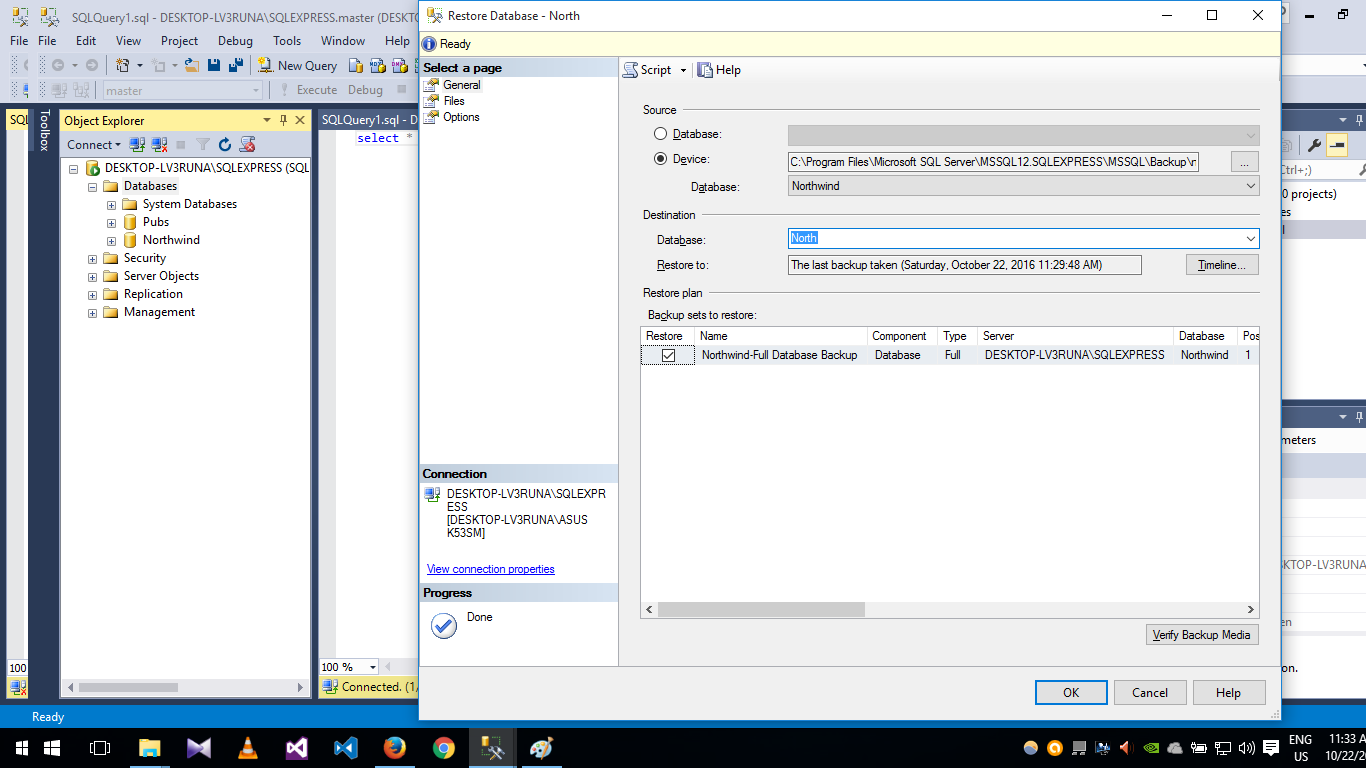 SQLQuery1.sql - DESKTOP-LV3RUNA\SQLEXPRESS.master (DESKTO
File File Edit View Project Debug Tools Window Help
New Query
master
Execute Debug
SQL
Toolbox
Object Explorer
Connect
DESKTOP-LV3RUNA\SQLEXPRESS (SQL
Databases
System Databases
Pubs
Northwind
Security
Server Objects
Replication
Management
SQLQuery1.sql - D
select *
100
100 %
Connected. (1/
Ready
Restore Database - North
Ready
Select a page
General
Files
Options
Connection
DESKTOP-LV3RUNA\SQLEXPR
ESS
[DESKTOP-LV3RUNA\ASUS
K53SM]
View connection properties
Progress
Done
Script Help
Source
Database:
Device: C:\Program Files\Microsoft SQL Server\MSSQL12.SQLEXPRESS\MSSQL\Backup\r ...
Database: Northwind
Destination
Database: North
Restore to: The last backup taken (Saturday, October 22, 2016 11:29:48 AM) Timeline...
Restore plan
Backup sets to restore:
Restore Name Component Type Server Database Pos
Northwind-Full Database Backup Database Full DESKTOP-LV3RUNA\SQLEXPRESS Northwind 1
Verify Backup Media
OK Cancel Help
Ctrl+;)
0 projects)
es
meters
KTOP-LV3RUNA
en
on.
ENG 11:33 A
US 10/22/2